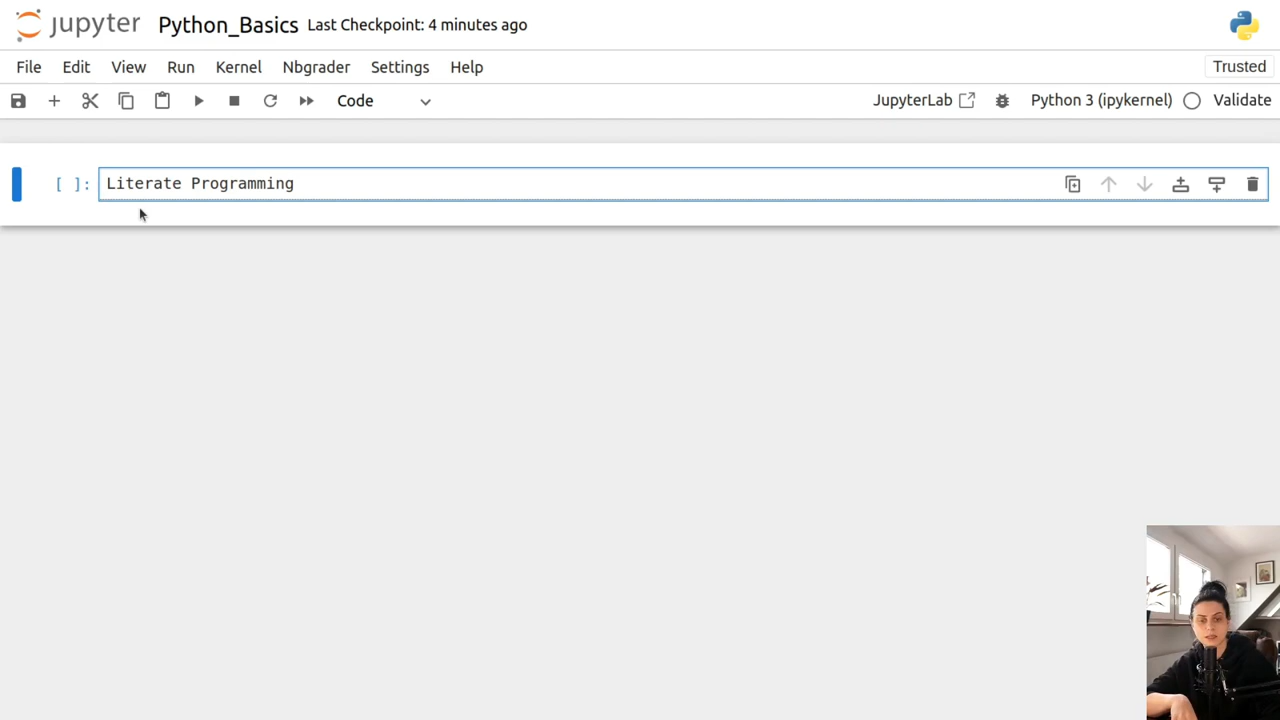 jupyter Python_Basics Last Checkpoint: 4 minutes ago
File Edit View Run Kernel Nbgrader Settings Help Trusted
Code JupyterLab Python 3 (ipykernel) Validate
[ ]: Literate Programming